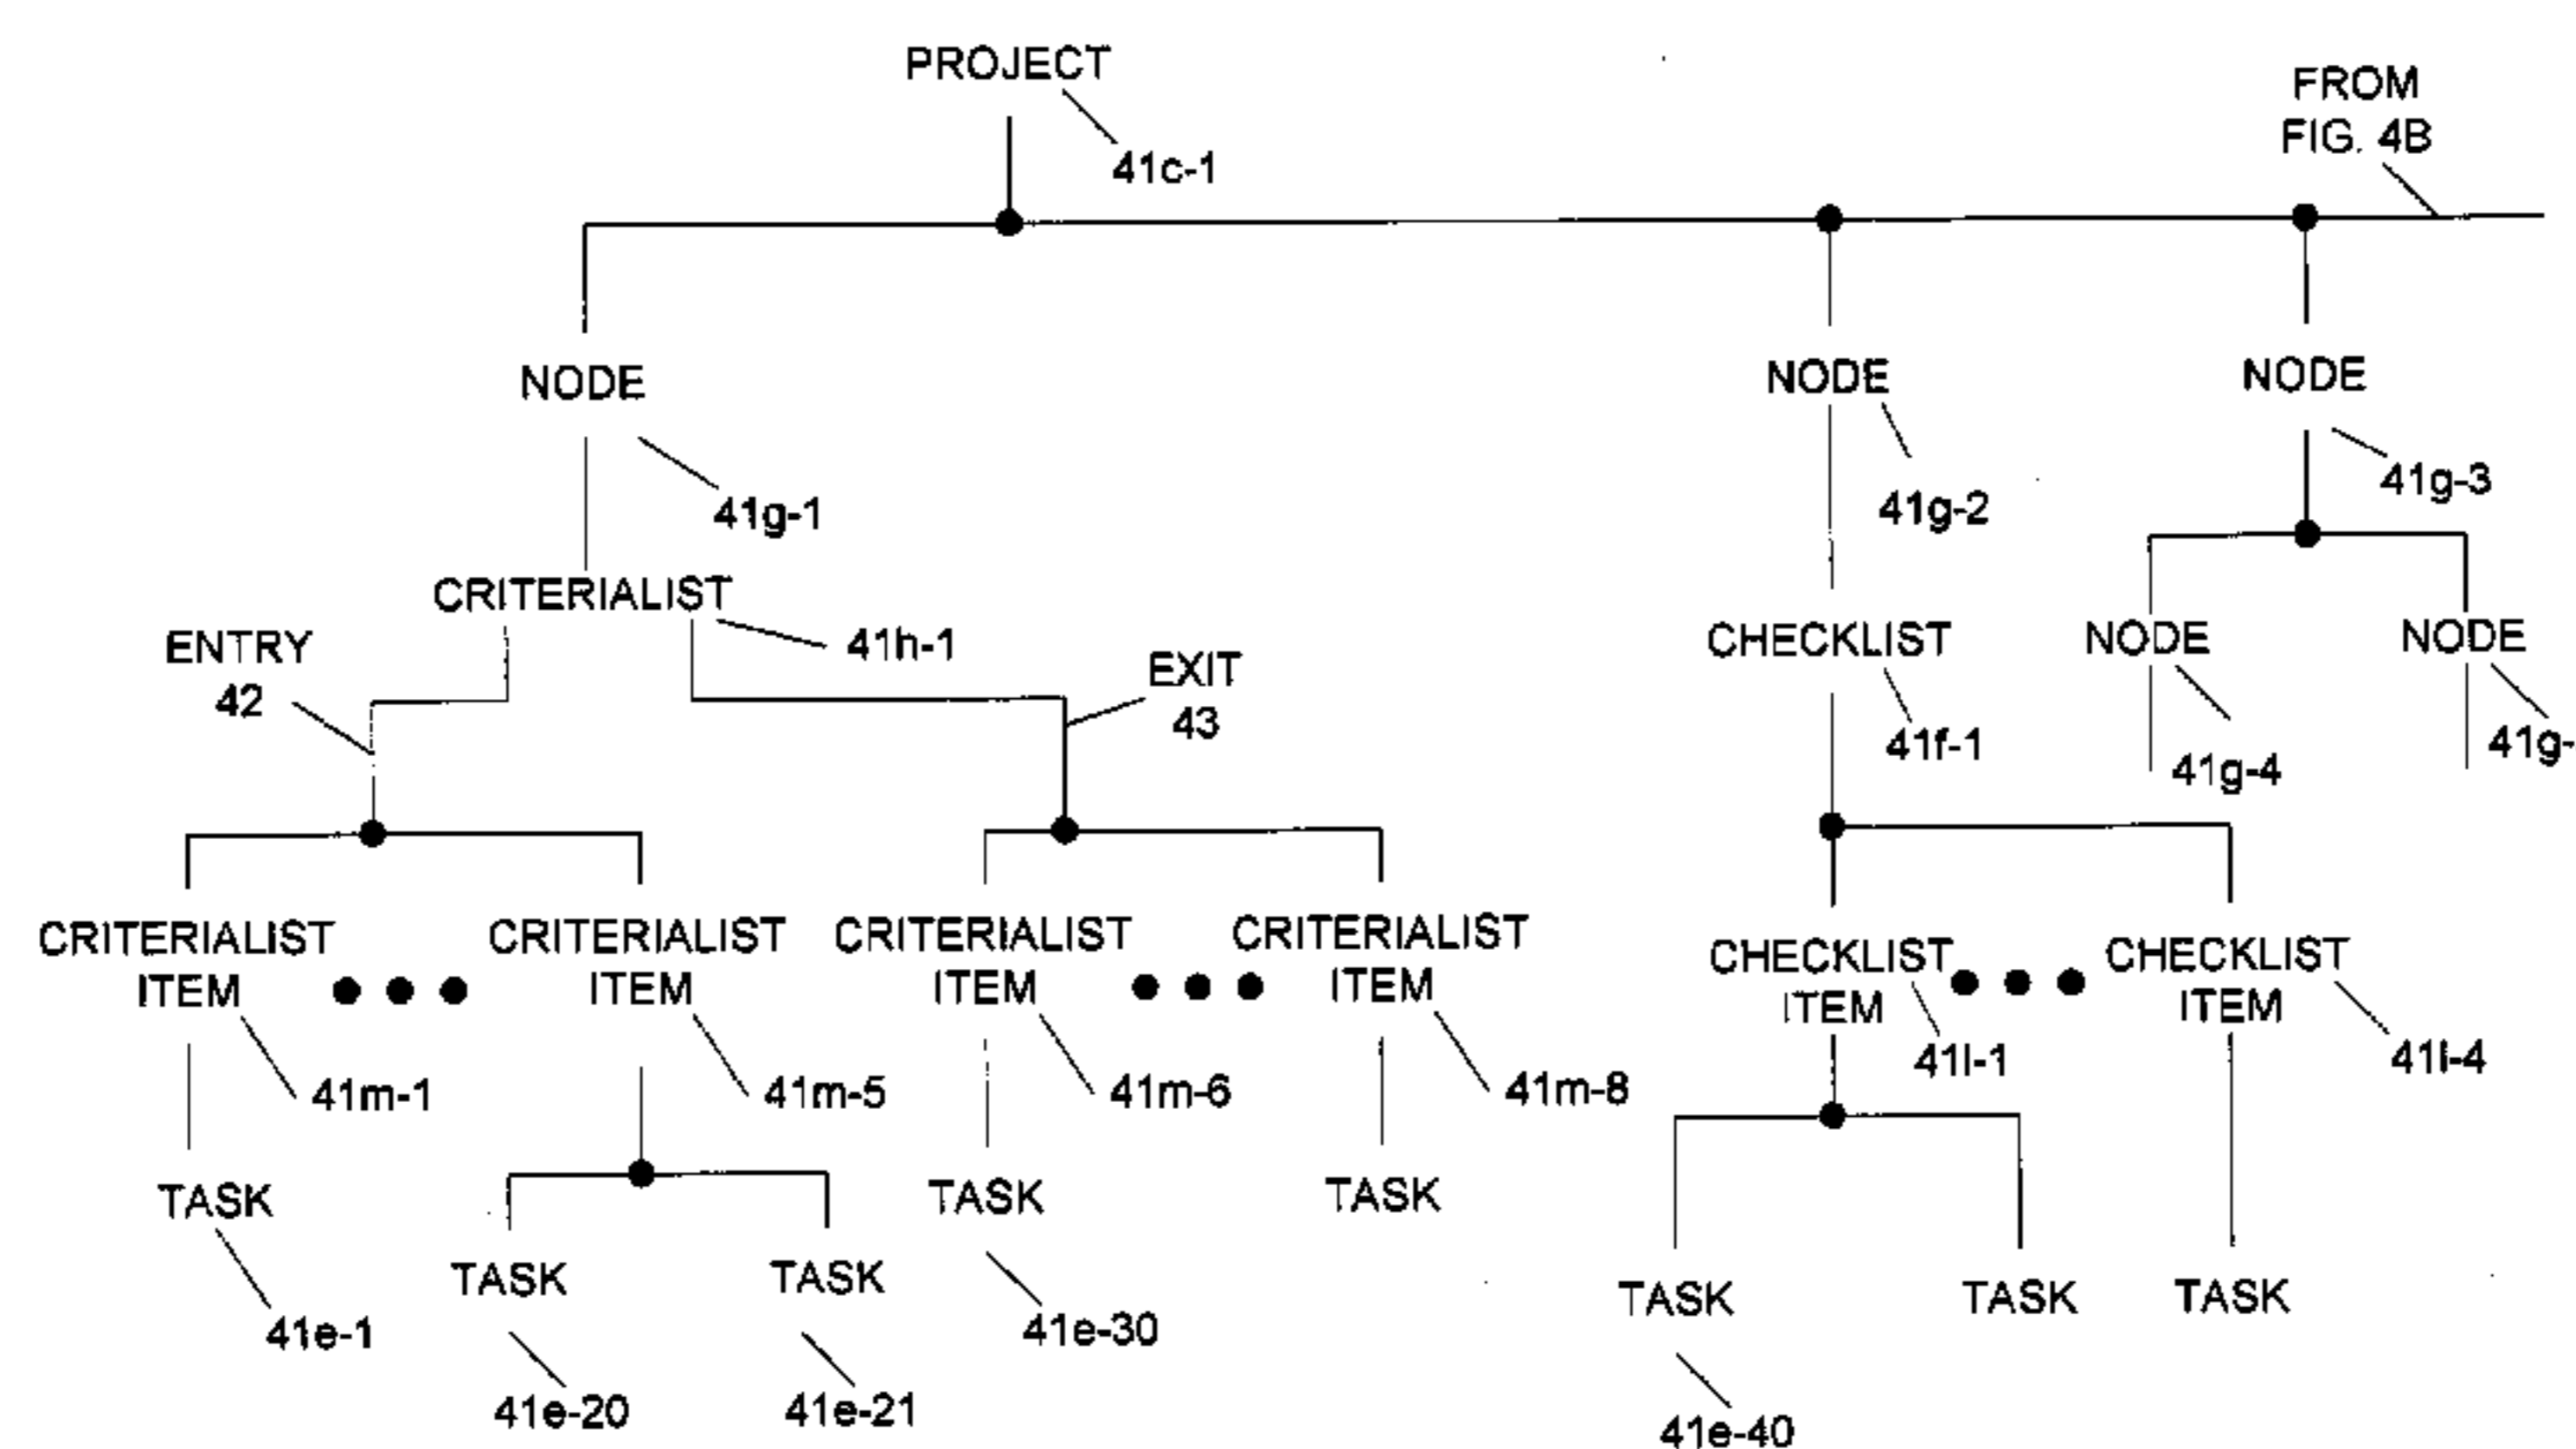 PROJECT
41c-1
FROM
FIG. 4B
NODE
41g-1
NODE
41g-2
NODE
41g-3
CRITERIALIST
41h-1
ENTRY
42
EXIT
43
CHECKLIST
41f-1
NODE
41g-4
NODE
41g-
CRITERIALIST
ITEM
41m-1
CRITERIALIST
ITEM
41m-5
CRITERIALIST
ITEM
41m-6
CRITERIALIST
ITEM
41m-8
CHECKLIST
ITEM
41l-1
CHECKLIST
ITEM
41l-4
TASK
41e-1
TASK
41e-20
TASK
41e-21
TASK
41e-30
TASK
TASK
41e-40
TASK
TASK